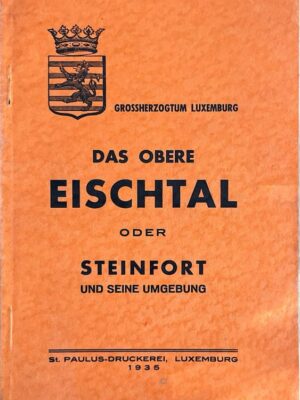 GROSSHERZOGTUM LUXEMBURG
DAS OBERE
EISCHTAL
ODER
STEINFORT
UND SEINE UMGEBUNG
St. PAULUS-DRUCKEREI, LUXEMBURG
1935